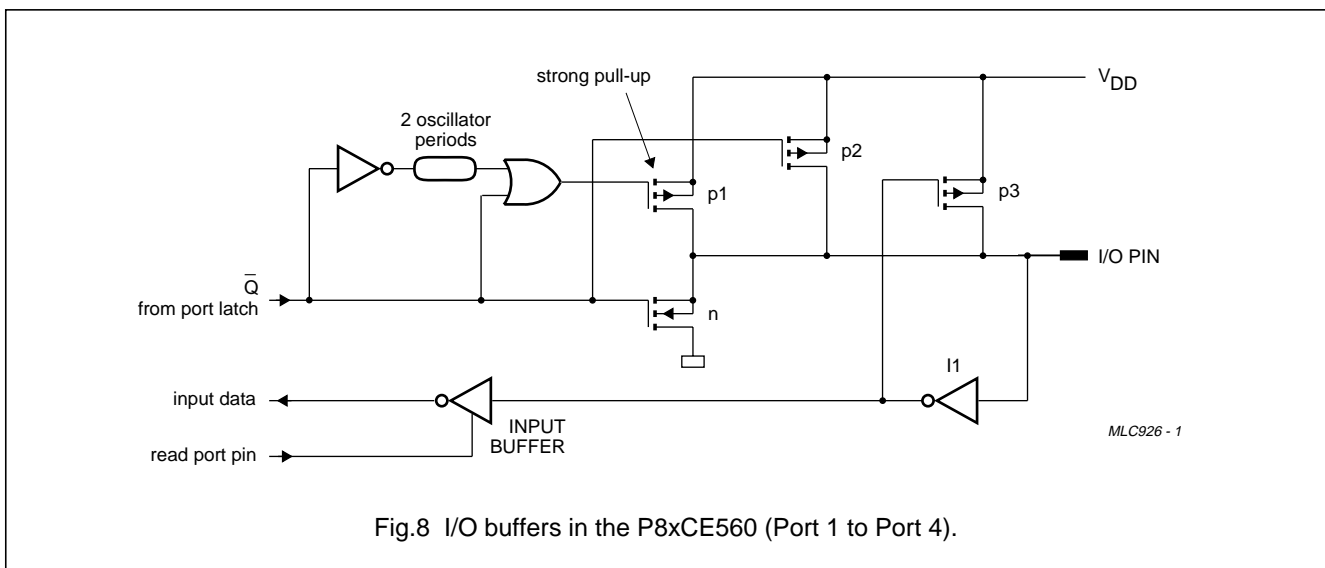 strong pull-up
V_DD
2 oscillator
periods
p2
p1
p3
I/O PIN
Q̅
from port latch
n
I1
input data
INPUT
BUFFER
MLC926 - 1
read port pin
Fig.8 I/O buffers in the P8xCE560 (Port 1 to Port 4).